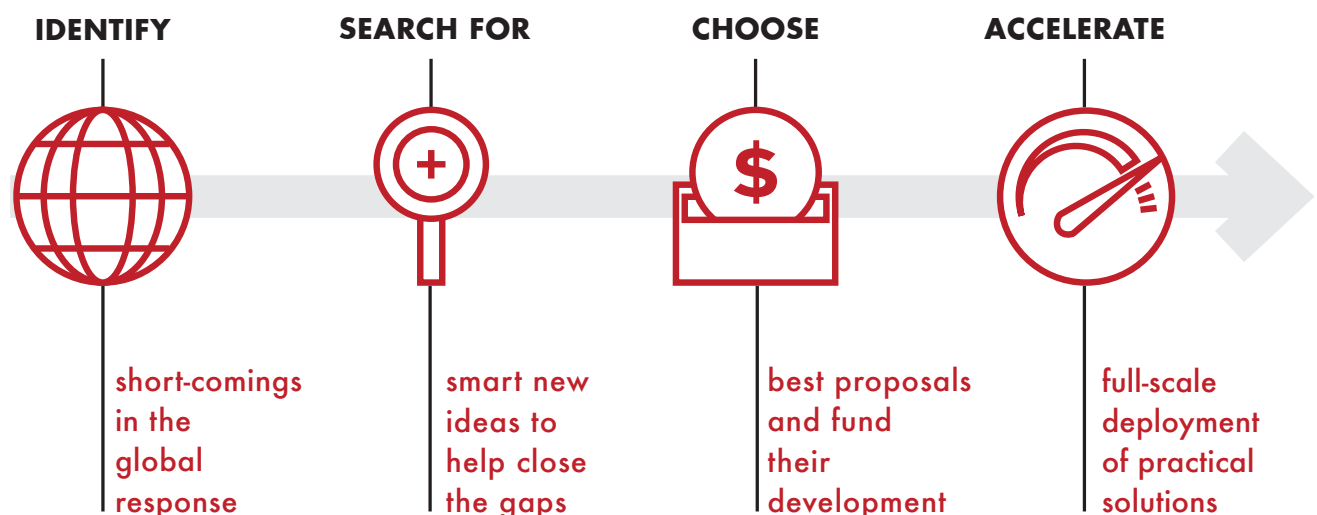 IDENTIFY
short-comings
in the
global
response
SEARCH FOR
smart new
ideas to
help close
the gaps
CHOOSE
$
best proposals
and fund
their
development
ACCELERATE
full-scale
deployment
of practical
solutions